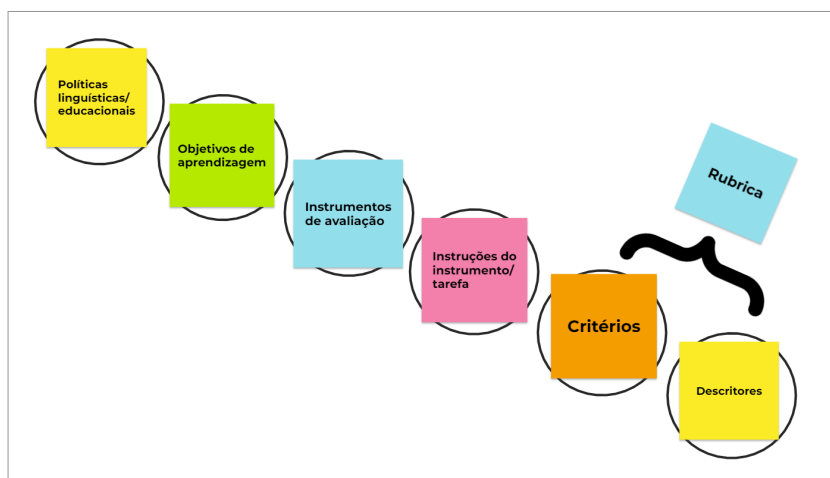 Políticas
linguísticas/
educacionais
Objetivos de
aprendizagem
Instrumentos
de avaliação
Instruções do
instrumento/
tarefa
Critérios
Rubrica
Descritores